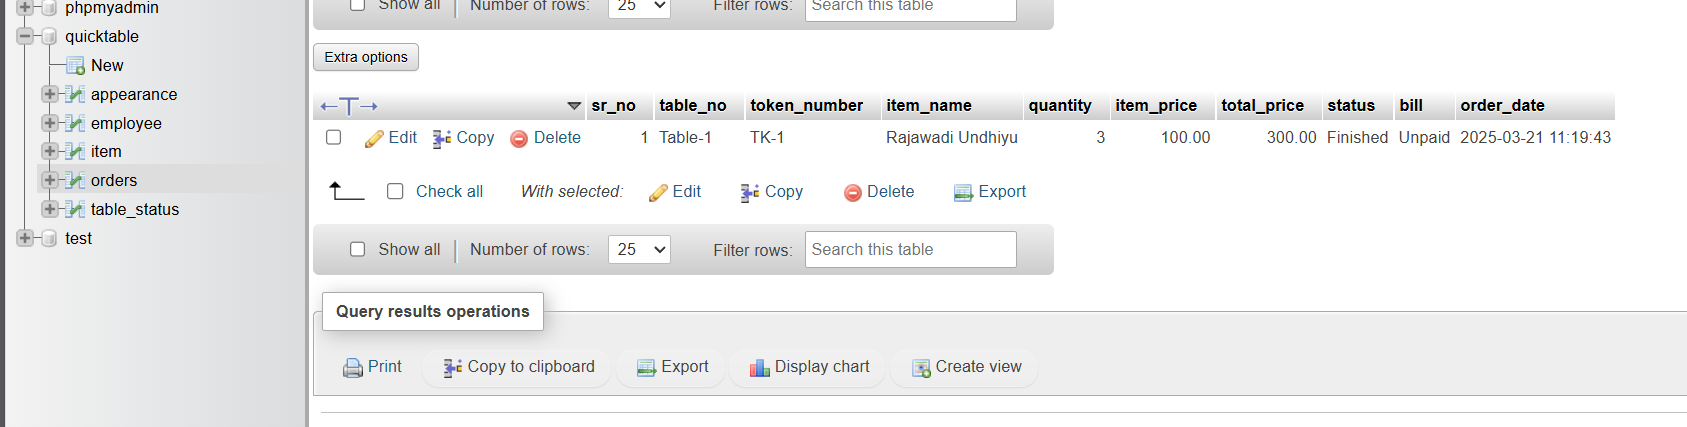 phpmyadmin
quicktable
New
appearance
employee
item
orders
table_status
test
Show all Number of rows: 25 Filter rows: Search this table
Extra options
←T→ sr_no table_no token_number item_name quantity item_price total_price status bill order_date
Edit Copy Delete 1 Table-1 TK-1 Rajawadi Undhiyu 3 100.00 300.00 Finished Unpaid 2025-03-21 11:19:43
Check all With selected: Edit Copy Delete Export
Show all Number of rows: 25 Filter rows: Search this table
Query results operations
Print Copy to clipboard Export Display chart Create view